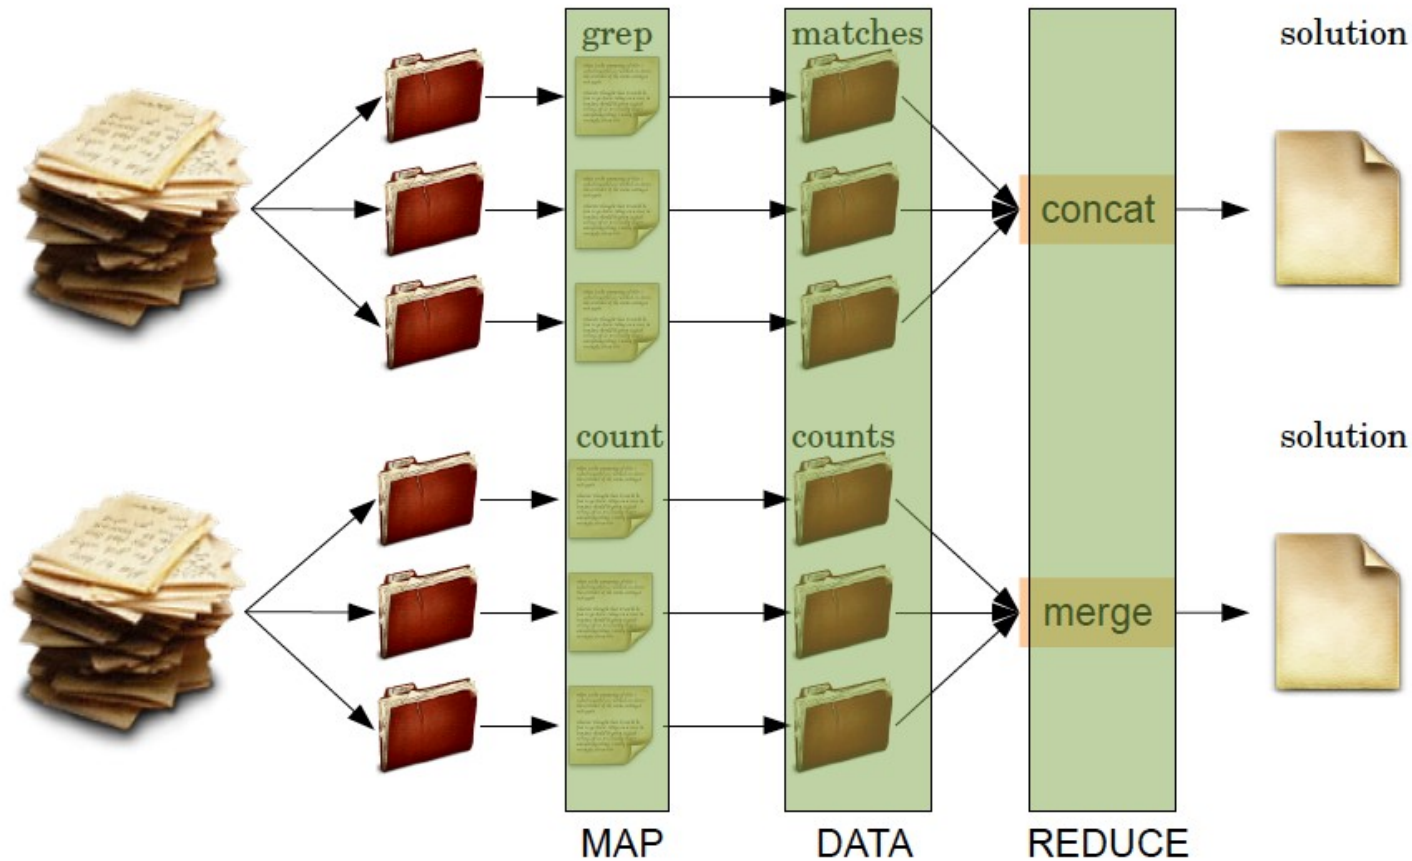 grep matches solution
concat
count counts solution
merge
MAP DATA REDUCE